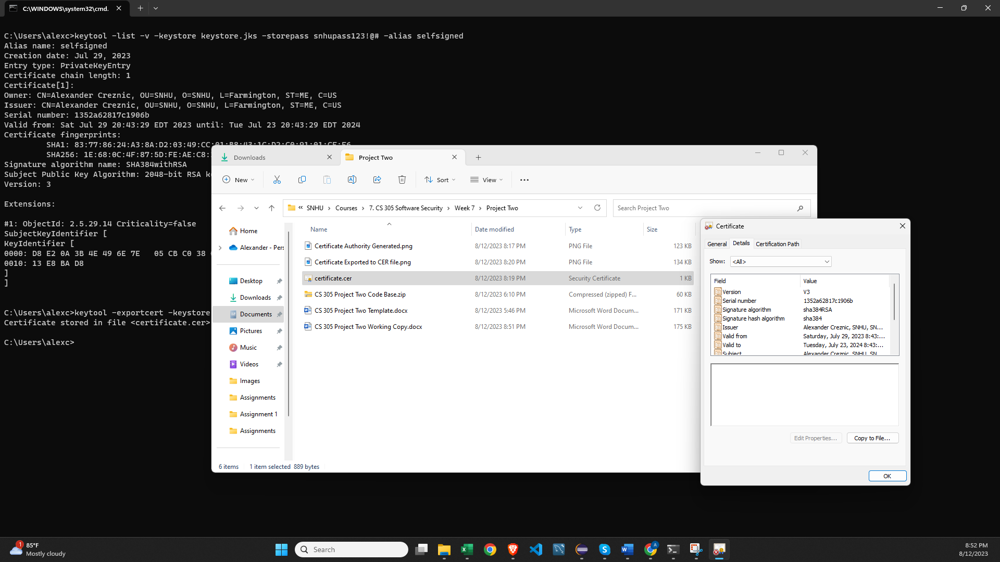 C:\WINDOWS\system32\cmd.
C:\Users\alexc>keytool -list -v -keystore keystore.jks -storepass snhupass123!@# -alias selfsigned
Alias name: selfsigned
Creation date: Jul 29, 2023
Entry type: PrivateKeyEntry
Certificate chain length: 1
Certificate[1]:
Owner: CN=Alexander Creznic, OU=SNHU, O=SNHU, L=Farmington, ST=ME, C=US
Issuer: CN=Alexander Creznic, OU=SNHU, O=SNHU, L=Farmington, ST=ME, C=US
Serial number: 1352a62817c1906b
Valid from: Sat Jul 29 20:43:29 EDT 2023 until: Tue Jul 23 20:43:29 EDT 2024
Certificate fingerprints:
SHA1: 83:77:86:24:A3:8A:D2:03:49:CC:01:B8:43:1C:D2:C0:91:01:CF:F6
SHA256: 1E:68:0C:4F:87:5D:FE:AE:C8:
Signature algorithm name: SHA384withRSA
Subject Public Key Algorithm: 2048-bit RSA
Version: 3
Extensions:
#1: ObjectId: 2.5.29.14 Criticality=false
SubjectKeyIdentifier [
KeyIdentifier [
0000: D8 E2 0A 3B 4E 49 6E 7E 05 CB C0 38
0010: 13 E8 BA D8
]
]
C:\Users\alexc>keytool -exportcert -keystore
Certificate stored in file <certificate.cer>
C:\Users\alexc>
Downloads
Project Two
New
Sort
View
« SNHU > Courses > 7. CS 305 Software Security > Week 7 > Project Two
Search Project Two
Home
Alexander - Pers
Desktop
Downloads
Documents
Pictures
Music
Videos
Images
Assignments
Assignment 1
Assignments
Name Date modified Type Size
Certificate Authority Generated.png 8/12/2023 8:17 PM PNG File 123 KB
Certificate Exported to CER file.png 8/12/2023 8:20 PM PNG File 134 KB
certificate.cer 8/12/2023 8:19 PM Security Certificate 1 KB
CS 305 Project Two Code Base.zip 8/12/2023 6:10 PM Compressed (zipped) F... 60 KB
CS 305 Project Two Template.docx 8/12/2023 5:46 PM Microsoft Word Docum... 171 KB
CS 305 Project Two Working Copy.docx 8/12/2023 8:51 PM Microsoft Word Docum... 175 KB
6 items 1 item selected 889 bytes
Certificate
General Details Certification Path
Show: <All>
Field Value
Version V3
Serial number 1352a62817c1906b
Signature algorithm sha384RSA
Signature hash algorithm sha384
Issuer Alexander Creznic, SNHU, SN...
Valid from Saturday, July 29, 2023 8:43:...
Valid to Tuesday, July 23, 2024 8:43:...
Subject Alexander Creznic, SNHU, SN
Edit Properties...
Copy to File...
OK
1
85°F
Mostly cloudy
Search
A
8:52 PM
8/12/2023